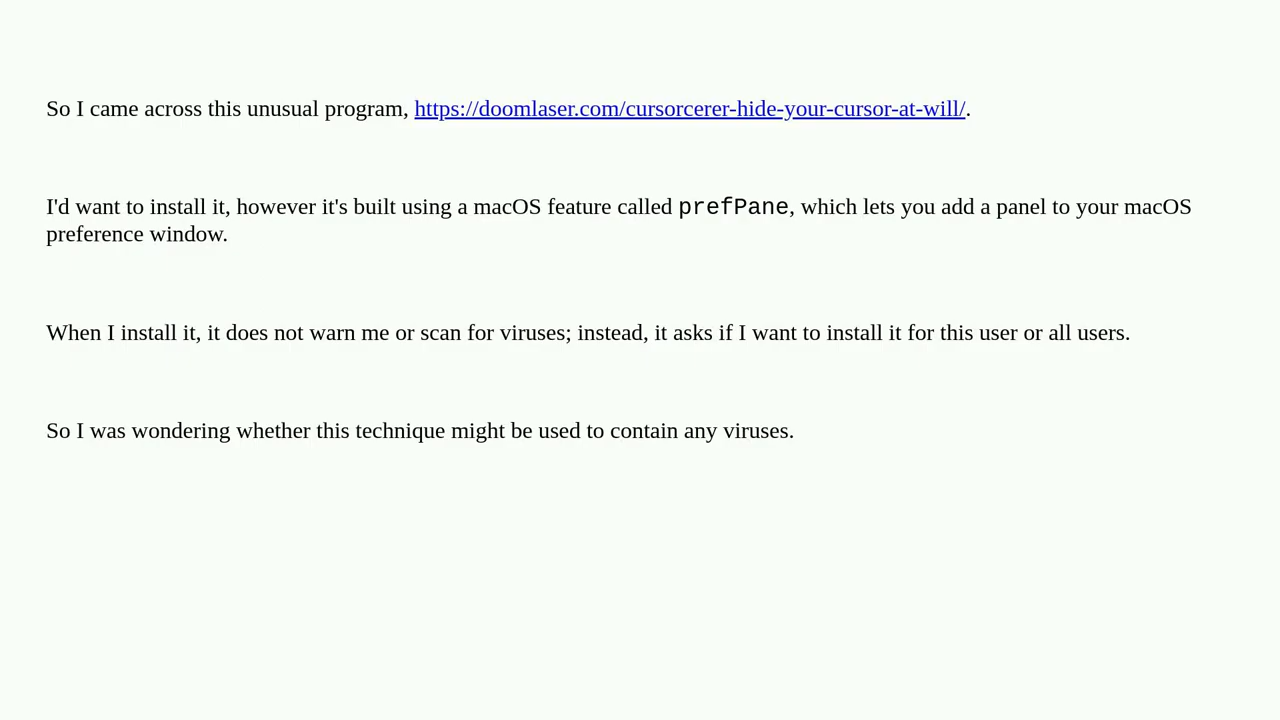 So I came across this unusual program, https://doomlaser.com/cursorcerer-hide-your-cursor-at-will/.
I'd want to install it, however it's built using a macOS feature called prefPane, which lets you add a panel to your macOS
preference window.
When I install it, it does not warn me or scan for viruses; instead, it asks if I want to install it for this user or all users.
So I was wondering whether this technique might be used to contain any viruses.